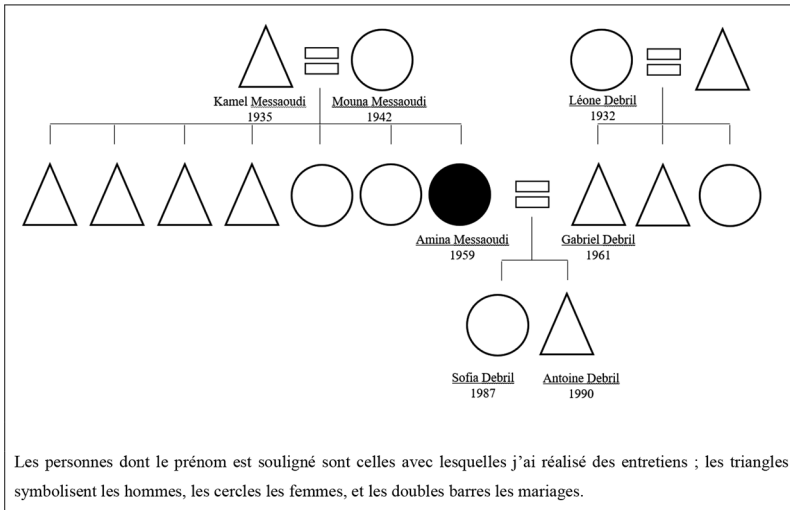 Kamel Messaoudi
1935
Mouna Messaoudi
1942
Léone Debril
1932
Amina Messaoudi
1959
Gabriel Debril
1961
Sofia Debril
1987
Antoine Debril
1990
Les personnes dont le prénom est souligné sont celles avec lesquelles j’ai réalisé des entretiens ; les triangles
symbolisent les hommes, les cercles les femmes, et les doubles barres les mariages.